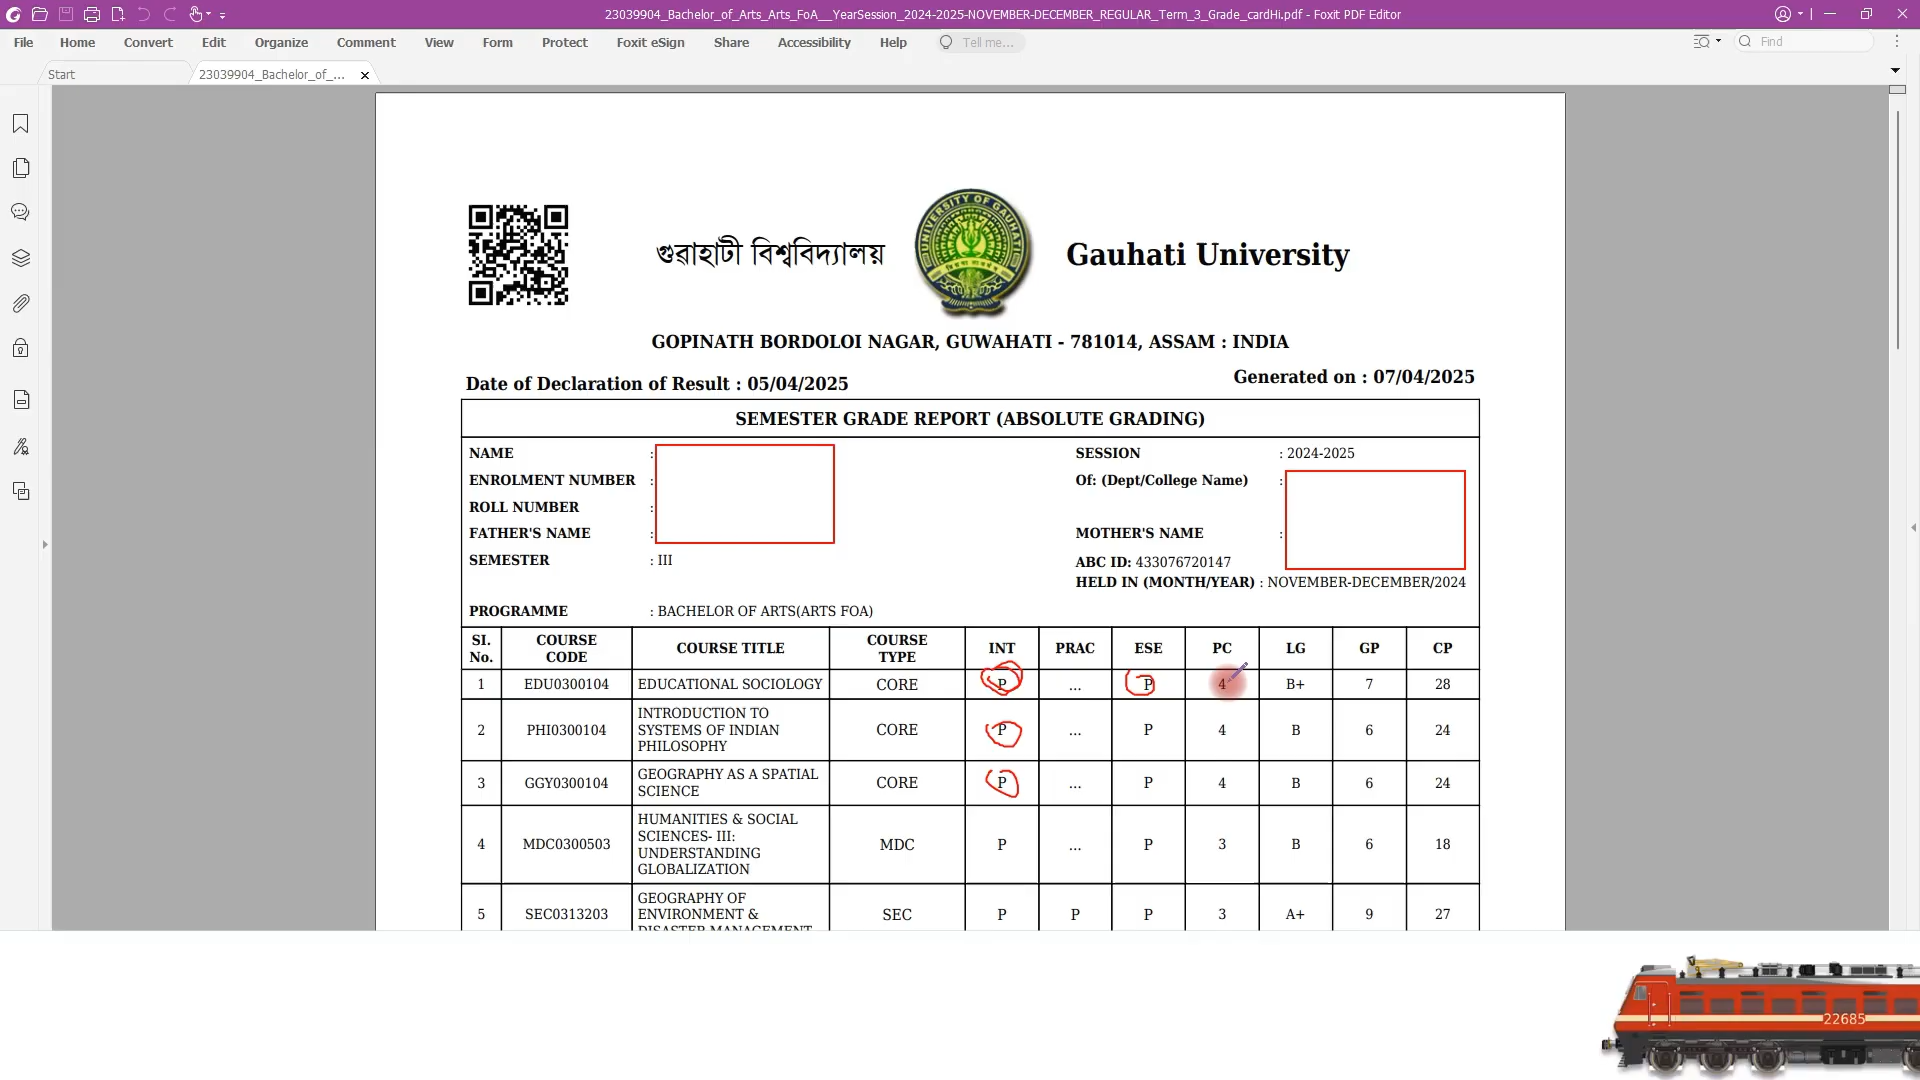 23039904_Bachelor_of_Arts_Arts_FoA__YearSession_2024-2025-NOVEMBER-DECEMBER_REGULAR_Term_3_Grade_cardHi.pdf - Foxit PDF Editor
File Home Convert Edit Organize Comment View Form Protect Foxit eSign Share Accessibility Help Tell me... Find
Start 23039904_Bachelor_of_...
গুৱাহাটী বিশ্ববিদ্যালয় Gauhati University
UNIVERSITY OF GAUHATI
GOPINATH BORDOLOI NAGAR, GUWAHATI - 781014, ASSAM : INDIA
Date of Declaration of Result : 05/04/2025 Generated on : 07/04/2025
SEMESTER GRADE REPORT (ABSOLUTE GRADING)
NAME : SESSION : 2024-2025
ENROLMENT NUMBER : Of: (Dept/College Name) :
ROLL NUMBER :
FATHER'S NAME : MOTHER'S NAME :
SEMESTER : III ABC ID: 433076720147
HELD IN (MONTH/YEAR) : NOVEMBER-DECEMBER/2024
PROGRAMME : BACHELOR OF ARTS(ARTS FOA)
SI. No. COURSE CODE COURSE TITLE COURSE TYPE INT PRAC ESE PC LG GP CP
1 EDU0300104 EDUCATIONAL SOCIOLOGY CORE P ... P 4 B+ 7 28
2 PHI0300104 INTRODUCTION TO SYSTEMS OF INDIAN PHILOSOPHY CORE P ... P 4 B 6 24
3 GGY0300104 GEOGRAPHY AS A SPATIAL SCIENCE CORE P ... P 4 B 6 24
4 MDC0300503 HUMANITIES & SOCIAL SCIENCES- III: UNDERSTANDING GLOBALIZATION MDC P ... P 3 B 6 18
5 SEC0313203 GEOGRAPHY OF ENVIRONMENT & DISASTER MANAGEMENT SEC P P P 3 A+ 9 27
22685